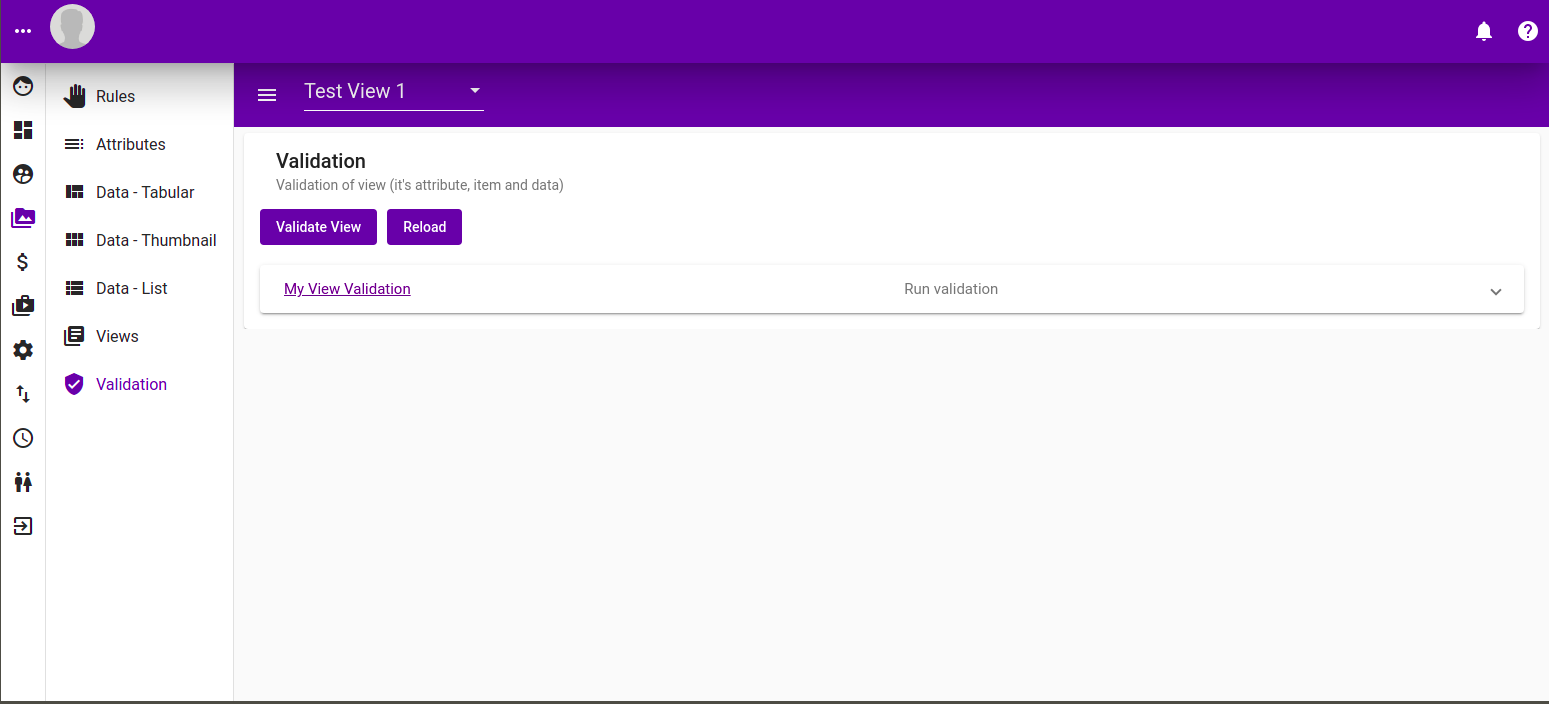 Test View 1
Rules
Attributes
Data - Tabular
Data - Thumbnail
Data - List
Views
Validation
Validation
Validation of view (it's attribute, item and data)
Validate View Reload
My View Validation Run validation